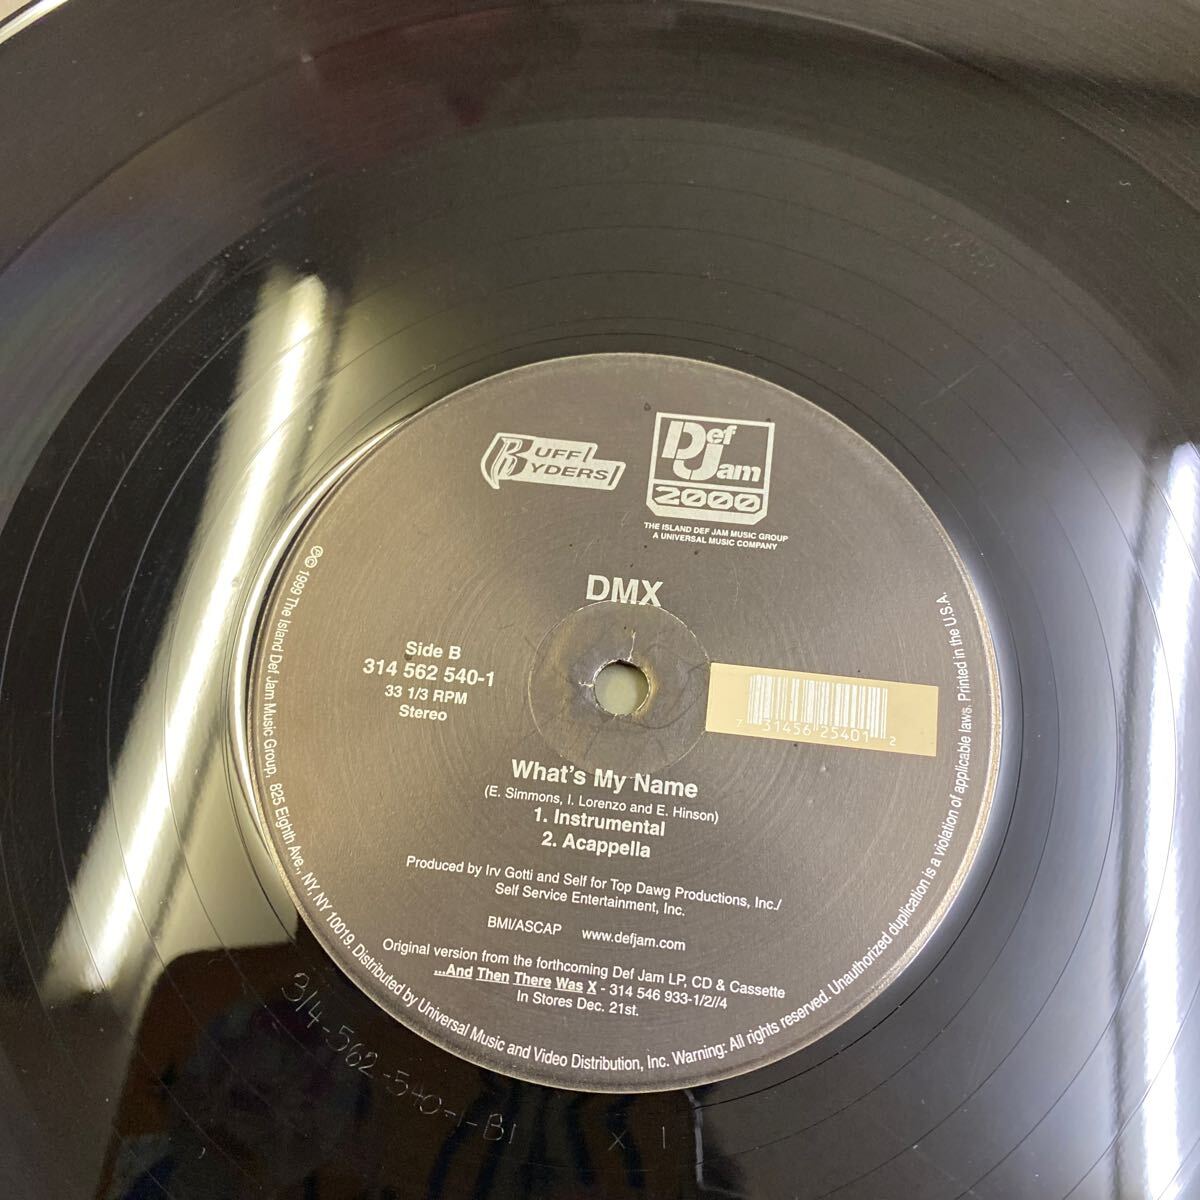 RUFF RYDERS
Def Jam
2000
THE ISLAND DEF JAM MUSIC GROUP
A UNIVERSAL MUSIC COMPANY
DMX
Side B
314 562 540-1
33 1/3 RPM
Stereo
7 31456 25401 2
What's My Name
(E. Simmons, I. Lorenzo and E. Hinson)
1. Instrumental
2. Acappella
Produced by Irv Gotti and Self for Top Dawg Productions, Inc./
Self Service Entertainment, Inc.
BMI/ASCAP www.defjam.com
Original version from the forthcoming Def Jam LP, CD & Cassette
...And Then There Was X - 314 546 933-1/2//4
In Stores Dec. 21st.
℗© 1999 The Island Def Jam Music Group, 825 Eighth Ave., NY, NY 10019. Distributed by Universal Music and Video Distribution, Inc. Warning: All rights reserved. Unauthorized duplication is a violation of applicable laws. Printed in the U.S.A.
314-562-540-1-B1 X 1